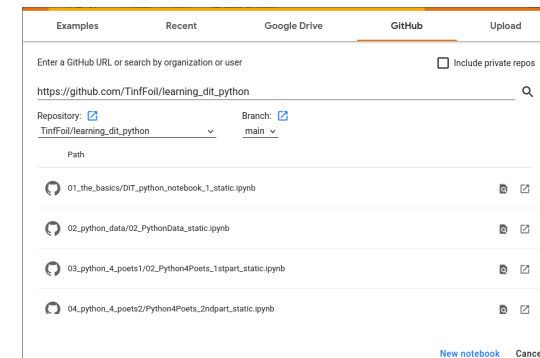 Examples Recent Google Drive GitHub Upload
Enter a GitHub URL or search by organization or user Include private repos
https://github.com/TinfFoil/learning_dit_python
Repository: Branch:
TinfFoil/learning_dit_python main
Path
01_the_basics/DIT_python_notebook_1_static.ipynb
02_python_data/02_PythonData_static.ipynb
03_python_4_poets1/02_Python4Poets_1stpart_static.ipynb
04_python_4_poets2/Python4Poets_2ndpart_static.ipynb
New notebook Cance